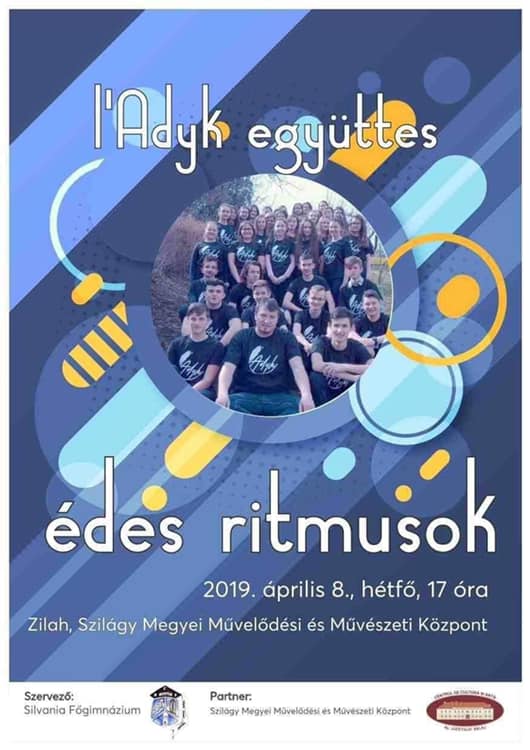 l'Adyk együttes
édes ritmusok
2019. április 8., hétfő, 17 óra
Zilah, Szilágy Megyei Művelődési és Művészeti Központ
Szervező:
Silvania Főgimnázium
Partner:
Szilágy Megyei Művelődési és Művészeti Központ